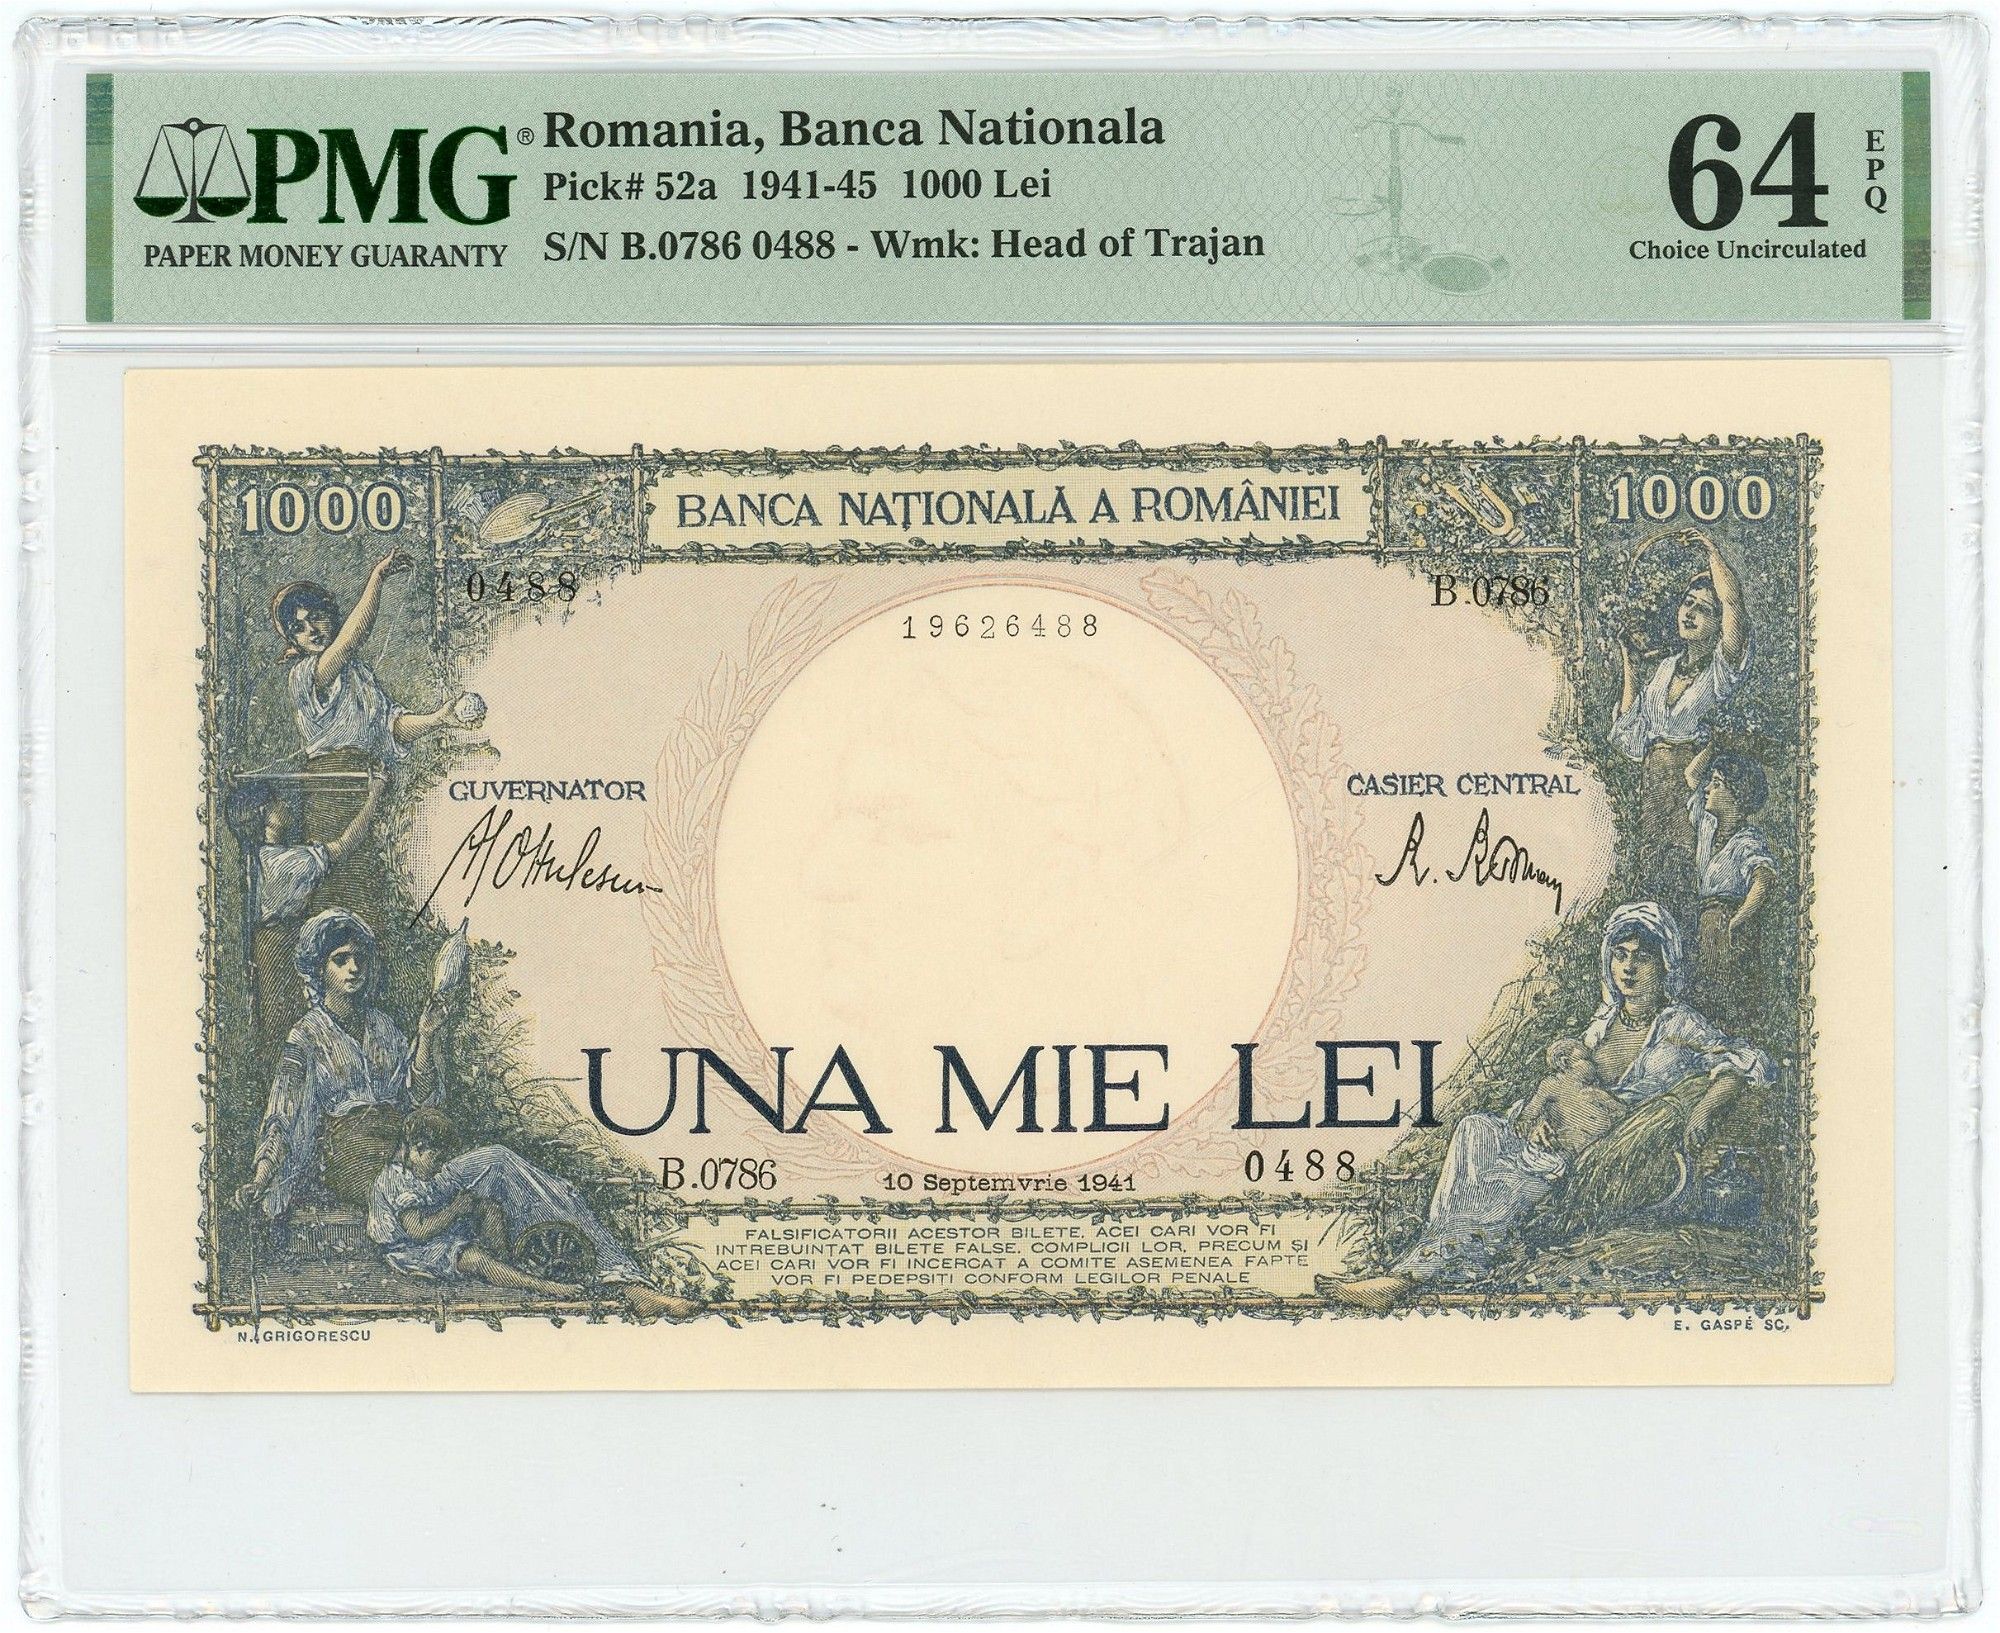 PMG®
PAPER MONEY GUARANTY
Romania, Banca Nationala
Pick# 52a 1941-45 1000 Lei
S/N B.0786 0488 - Wmk: Head of Trajan
64
EPQ
Choice Uncirculated
1000
BANCA NAȚIONALĂ A ROMÂNIEI
1000
0488
B.0786
19626488
GUVERNATOR
CASIER CENTRAL
UNA MIE LEI
B.0786
10 Septemvrie 1941
0488
FALSIFICATORII ACESTOR BILETE, ACEI CARI VOR FI
INTREBUINȚAT BILETE FALSE, COMPLICII LOR, PRECUM ȘI
ACEI CARI VOR FI INCERCAT A COMITE ASEMENEA FAPTE
VOR FI PEDEPSIȚI CONFORM LEGILOR PENALE
N. GRIGORESCU
E. GASPÉ SC.